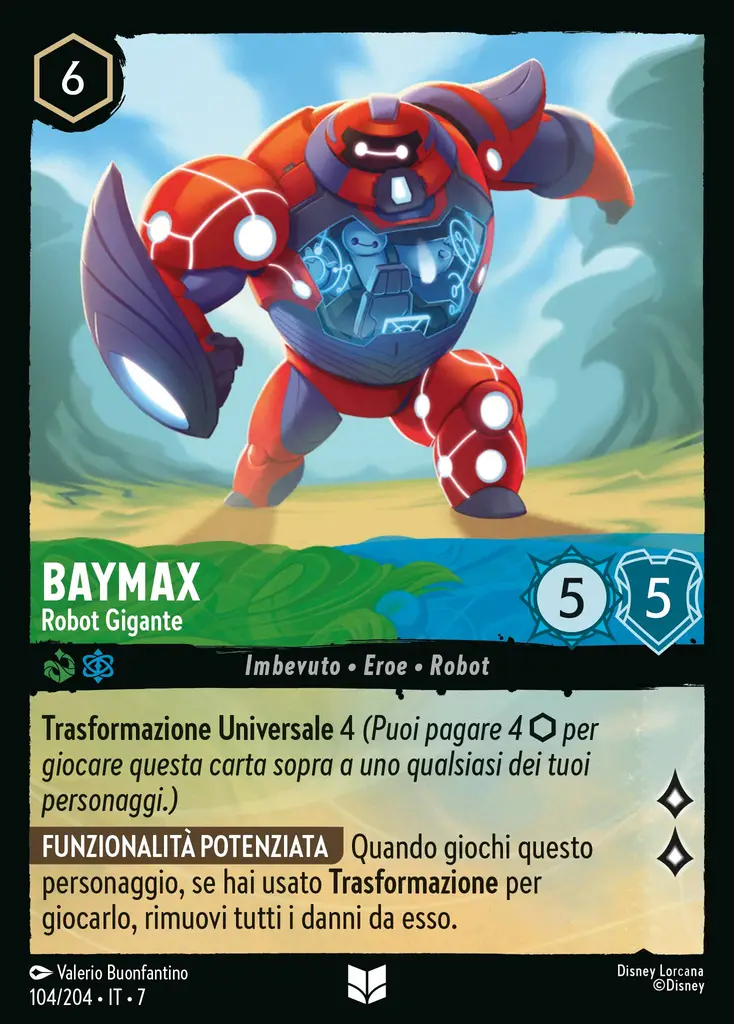 6
BAYMAX
Robot Gigante
5
5
Imbevuto • Eroe • Robot
Trasformazione Universale 4 (Puoi pagare 4 ⬡ per
giocare questa carta sopra a uno qualsiasi dei tuoi
personaggi.)
FUNZIONALITÀ POTENZIATA Quando giochi questo
personaggio, se hai usato Trasformazione per
giocarlo, rimuovi tutti i danni da esso.
Valerio Buonfantino
104/204 • IT • 7
Disney Lorcana
©Disney